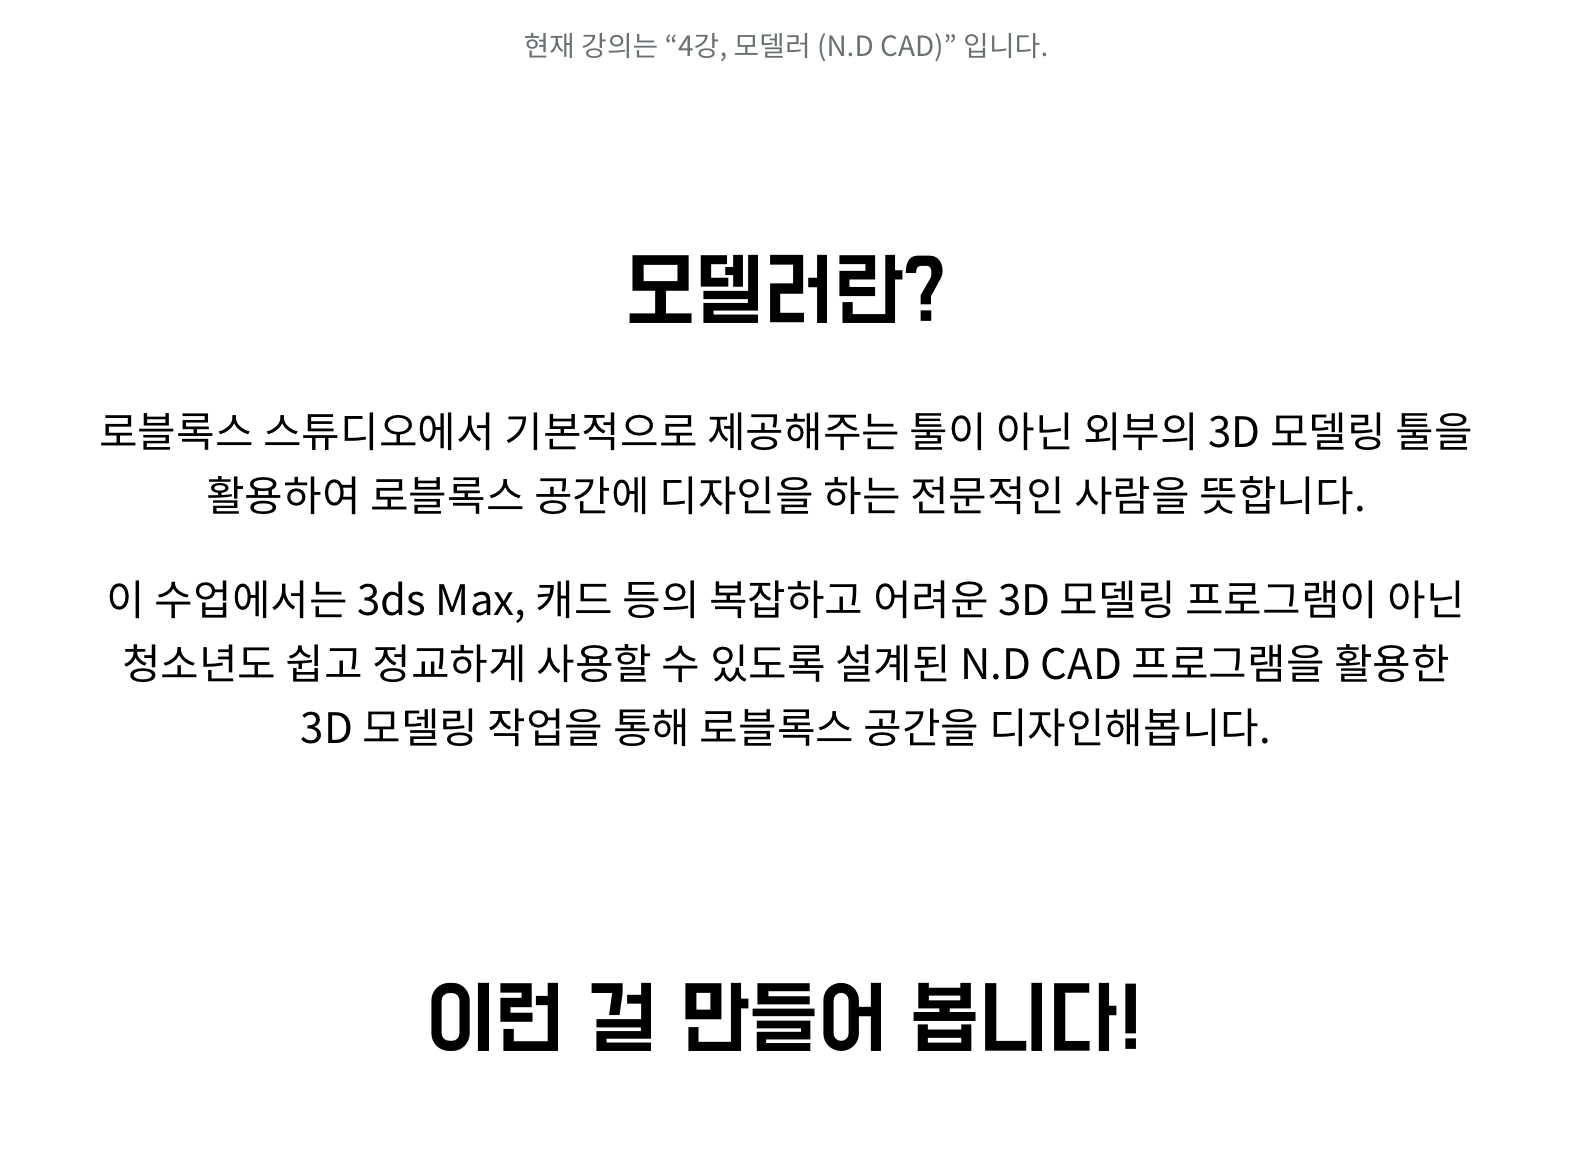 현재 강의는 “4강, 모델러 (N.D CAD)” 입니다.
모델러란?
로블록스 스튜디오에서 기본적으로 제공해주는 툴이 아닌 외부의 3D 모델링 툴을
활용하여 로블록스 공간에 디자인을 하는 전문적인 사람을 뜻합니다.
이 수업에서는 3ds Max, 캐드 등의 복잡하고 어려운 3D 모델링 프로그램이 아닌
청소년도 쉽고 정교하게 사용할 수 있도록 설계된 N.D CAD 프로그램을 활용한
3D 모델링 작업을 통해 로블록스 공간을 디자인해봅니다.
이런 걸 만들어 봅니다!